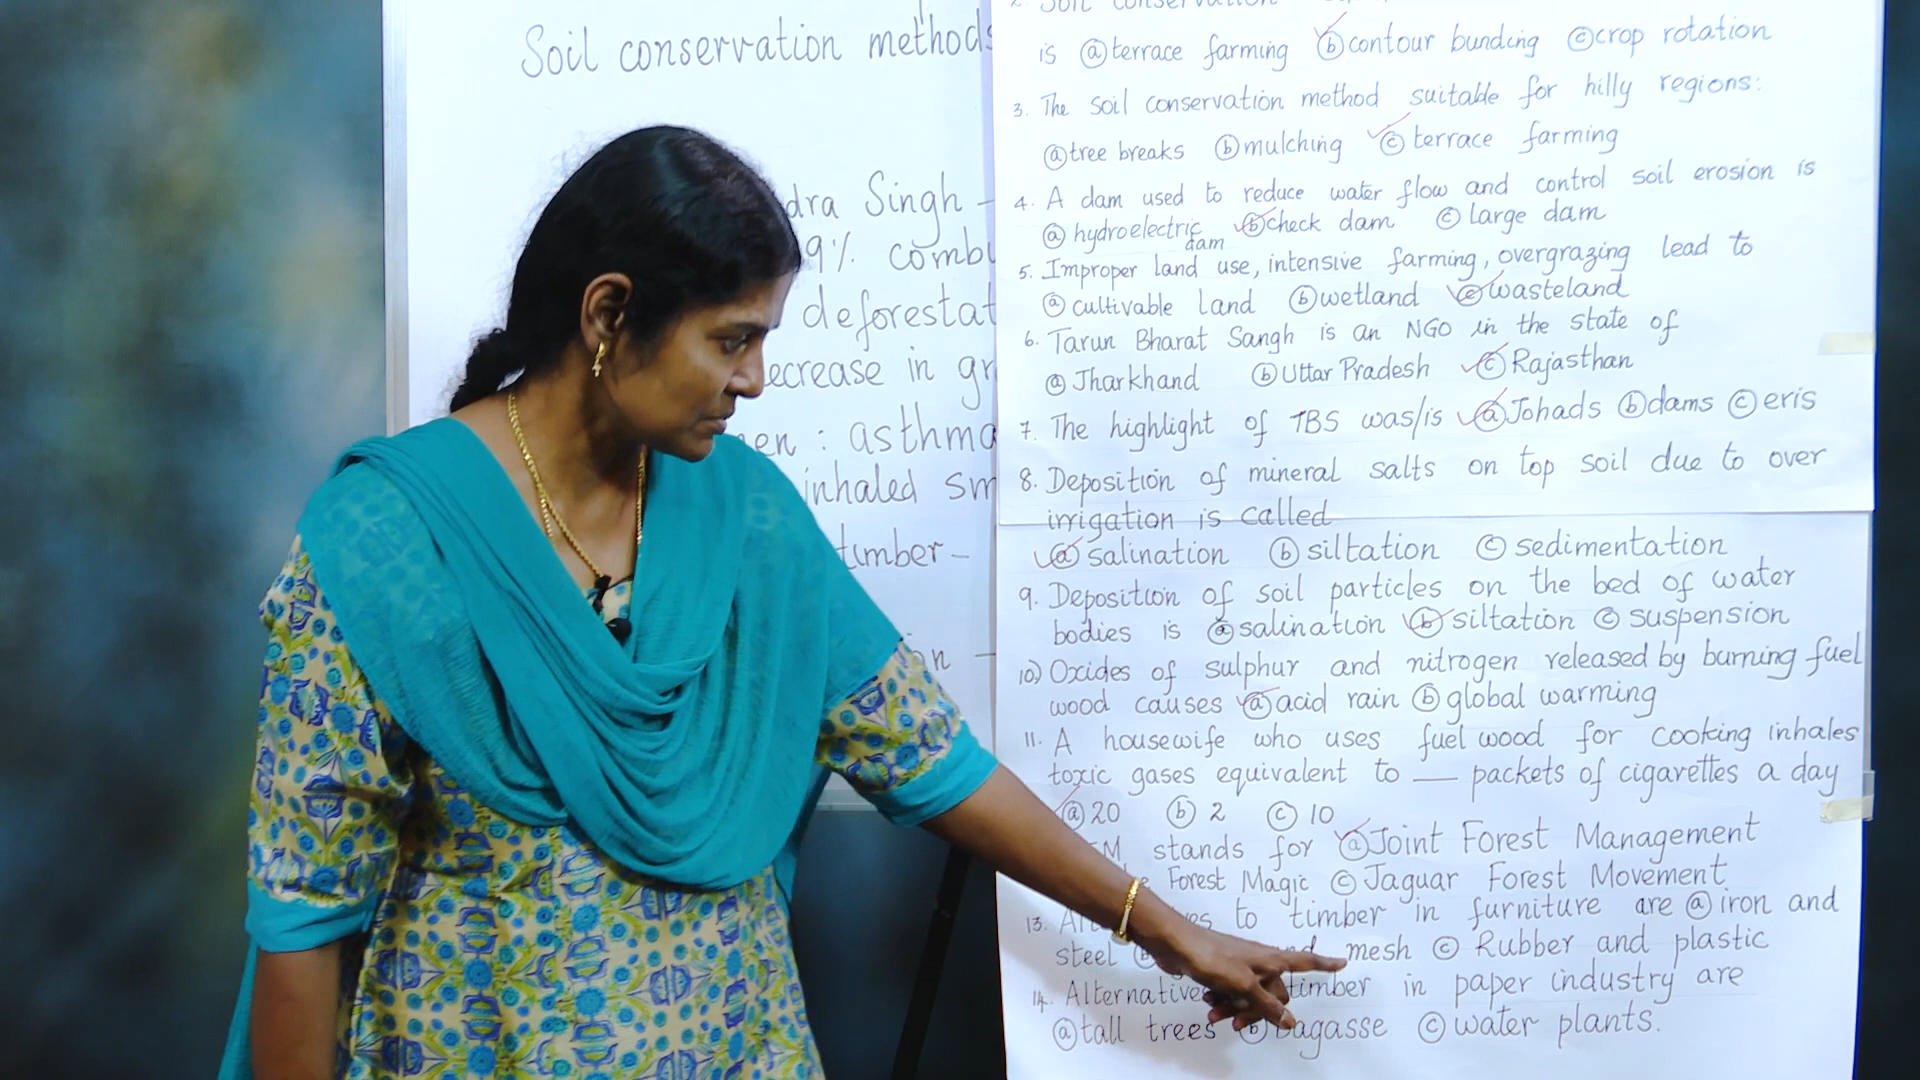 Soil conservation methods
dra Singh -
9% comb
deforestat
ecrease in gr
en : asthma
inhaled sm
timber -
n -
2. Soil conservation
is ⓐ terrace farming ⓑ contour bunding ⓒ crop rotation
3. The soil conservation method suitable for hilly regions:
ⓐ tree breaks ⓑ mulching ⓒ terrace farming
4. A dam used to reduce water flow and control soil erosion is
ⓐ hydroelectric dam ⓑ check dam ⓒ large dam
5. Improper land use, intensive farming, overgrazing lead to
ⓐ cultivable land ⓑ wetland ⓒ wasteland
6. Tarun Bharat Sangh is an NGO in the state of
ⓐ Jharkhand ⓑ Uttar Pradesh ⓒ Rajasthan
7. The highlight of TBS was/is ⓐ Johads ⓑ dams ⓒ eris
8. Deposition of mineral salts on top soil due to over
irrigation is called
ⓐ salination ⓑ siltation ⓒ sedimentation
9. Deposition of soil particles on the bed of water
bodies is ⓐ salination ⓑ siltation ⓒ suspension
10) Oxides of sulphur and nitrogen released by burning fuel
wood causes ⓐ acid rain ⓑ global warming
11. A housewife who uses fuel wood for cooking inhales
toxic gases equivalent to — packets of cigarettes a day
ⓐ 20 ⓑ 2 ⓒ 10
M stands for ⓐ Joint Forest Management
Forest Magic ⓒ Jaguar Forest Movement
13. to timber in furniture are ⓐ iron and
steel ⓑ mesh ⓒ Rubber and plastic
14. Alternatives timber in paper industry are
ⓐ tall trees ⓑ bagasse ⓒ water plants.